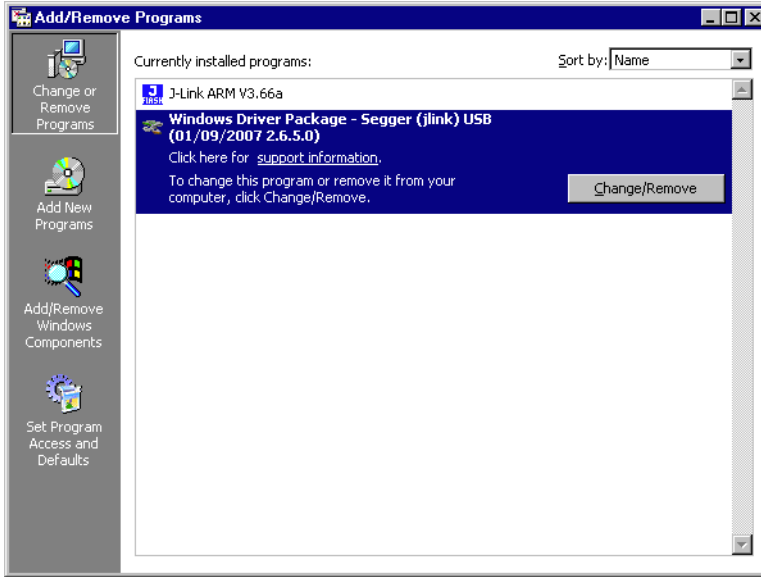 Add/Remove Programs
Change or
Remove
Programs
Add New
Programs
Add/Remove
Windows
Components
Set Program
Access and
Defaults
Currently installed programs:
Sort by: Name
J-Link ARM V3.66a
Windows Driver Package - Segger (jlink) USB
(01/09/2007 2.6.5.0)
Click here for support information.
To change this program or remove it from your
computer, click Change/Remove.
Change/Remove